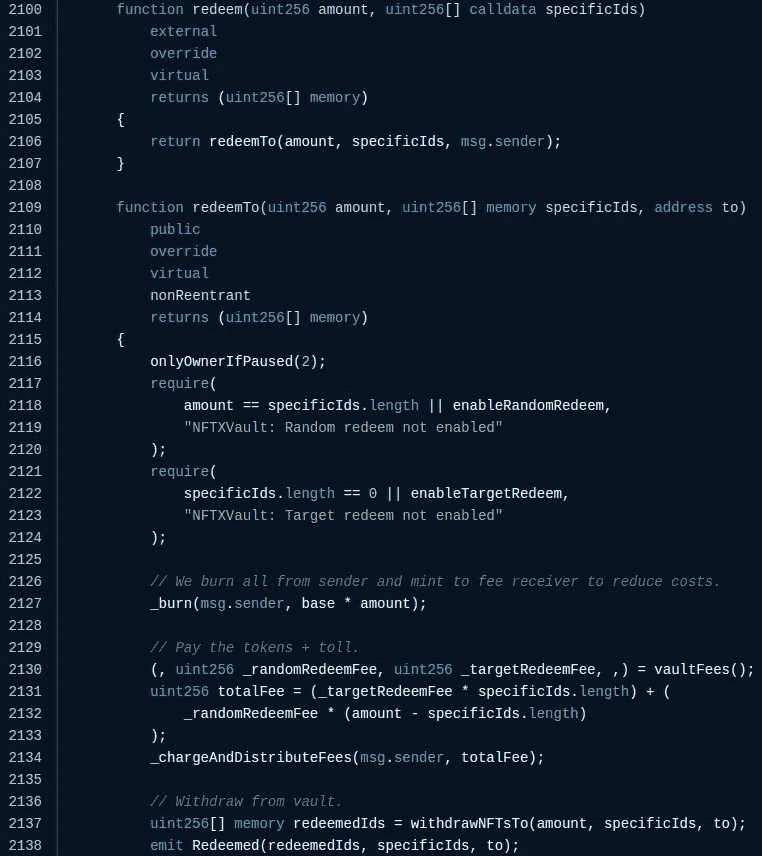 2100 function redeem(uint256 amount, uint256[] calldata specificIds)
2101 external
2102 override
2103 virtual
2104 returns (uint256[] memory)
2105 {
2106 return redeemTo(amount, specificIds, msg.sender);
2107 }
2108
2109 function redeemTo(uint256 amount, uint256[] memory specificIds, address to)
2110 public
2111 override
2112 virtual
2113 nonReentrant
2114 returns (uint256[] memory)
2115 {
2116 onlyOwnerIfPaused(2);
2117 require(
2118 amount == specificIds.length || enableRandomRedeem,
2119 "NFTXVault: Random redeem not enabled"
2120 );
2121 require(
2122 specificIds.length == 0 || enableTargetRedeem,
2123 "NFTXVault: Target redeem not enabled"
2124 );
2125
2126 // We burn all from sender and mint to fee receiver to reduce costs.
2127 _burn(msg.sender, base * amount);
2128
2129 // Pay the tokens + toll.
2130 (, uint256 _randomRedeemFee, uint256 _targetRedeemFee, ,) = vaultFees();
2131 uint256 totalFee = (_targetRedeemFee * specificIds.length) + (
2132 _randomRedeemFee * (amount - specificIds.length)
2133 );
2134 _chargeAndDistributeFees(msg.sender, totalFee);
2135
2136 // Withdraw from vault.
2137 uint256[] memory redeemedIds = withdrawNFTsTo(amount, specificIds, to);
2138 emit Redeemed(redeemedIds, specificIds, to);